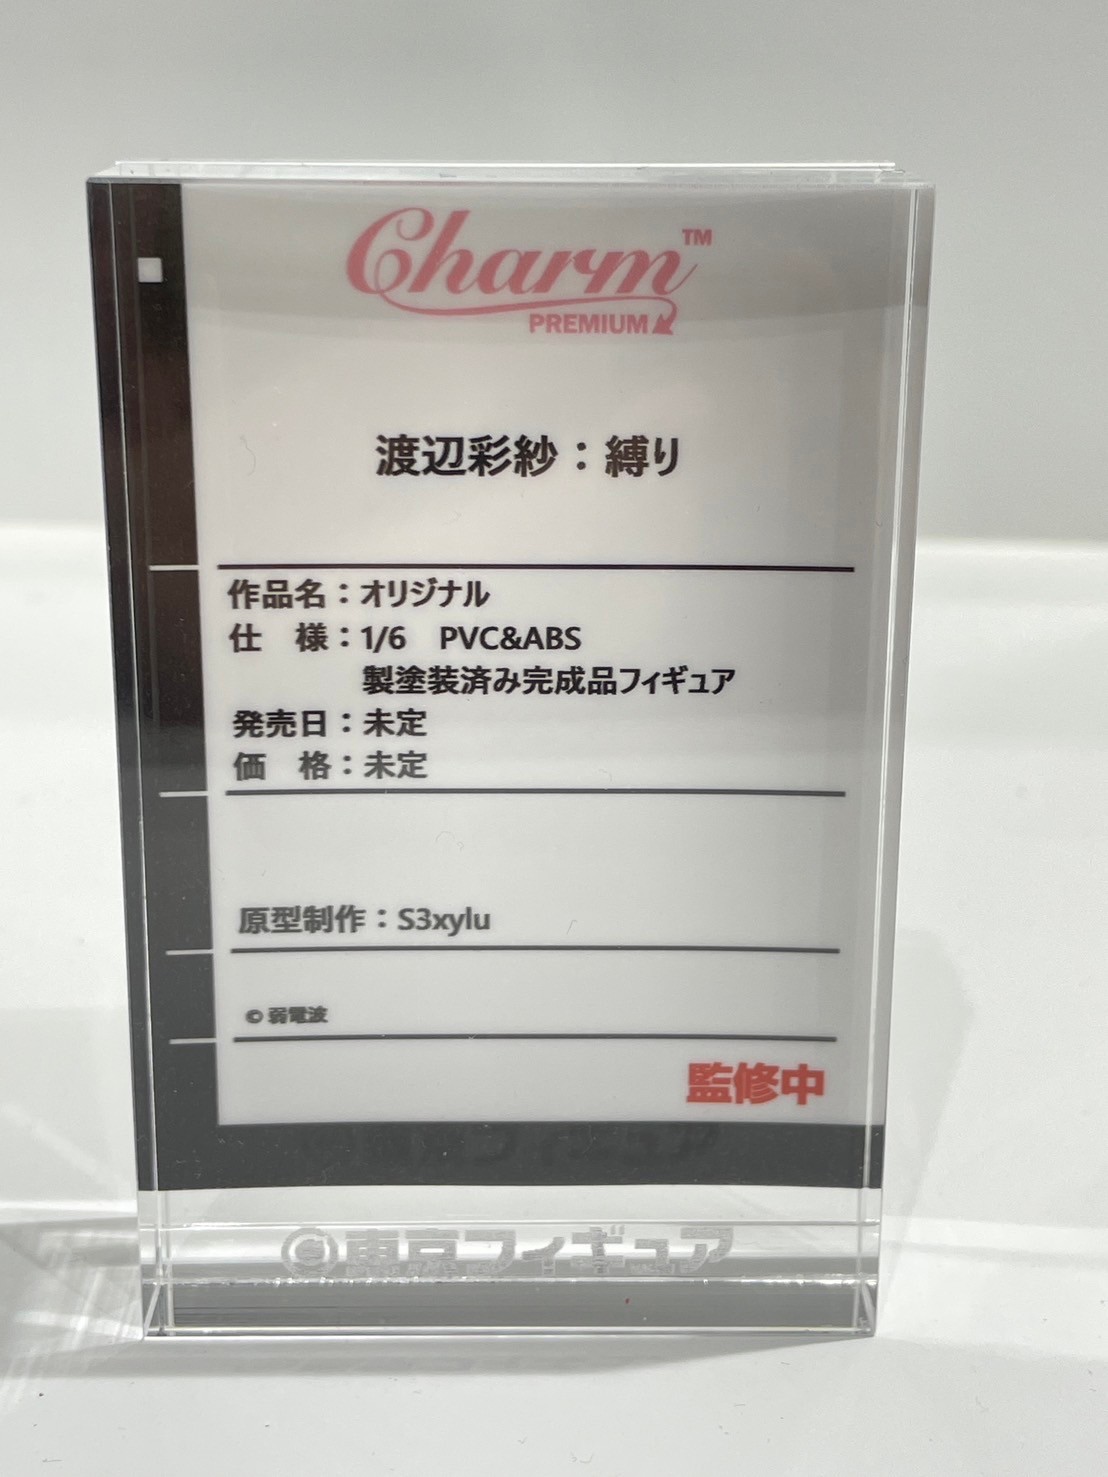 Charm™
PREMIUM
渡辺彩紗：縛り
作品名：オリジナル
仕　様：1/6　PVC&ABS
製塗装済み完成品フィギュア
発売日：未定
価　格：未定
原型制作：S3xylu
© 弱電波
監修中
東京フィギュア